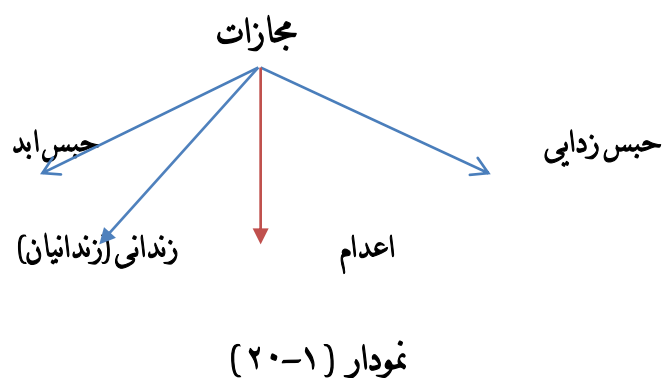 مجازات
حبس زدایی
حبس ابد
اعدام
زندانی (زندانیان)
نمودار (۱-۲۰)